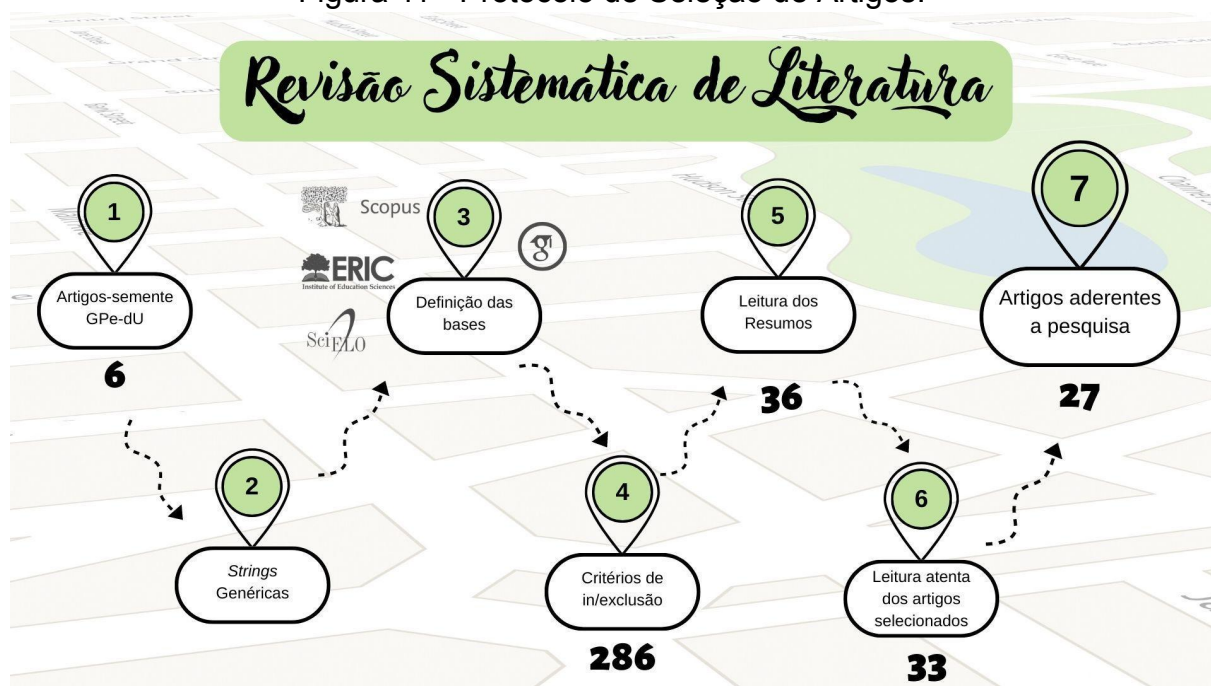 Revisão Sistemática de Literatura
1
Artigos-semente
GPe-dU
6
2
Strings
Genéricas
Scopus
ERIC
Institute of Education Sciences
SciELO
g
3
Definição das
bases
4
Critérios de
in/exclusão
286
5
Leitura dos
Resumos
36
6
Leitura atenta
dos artigos
selecionados
33
7
Artigos aderentes
a pesquisa
27